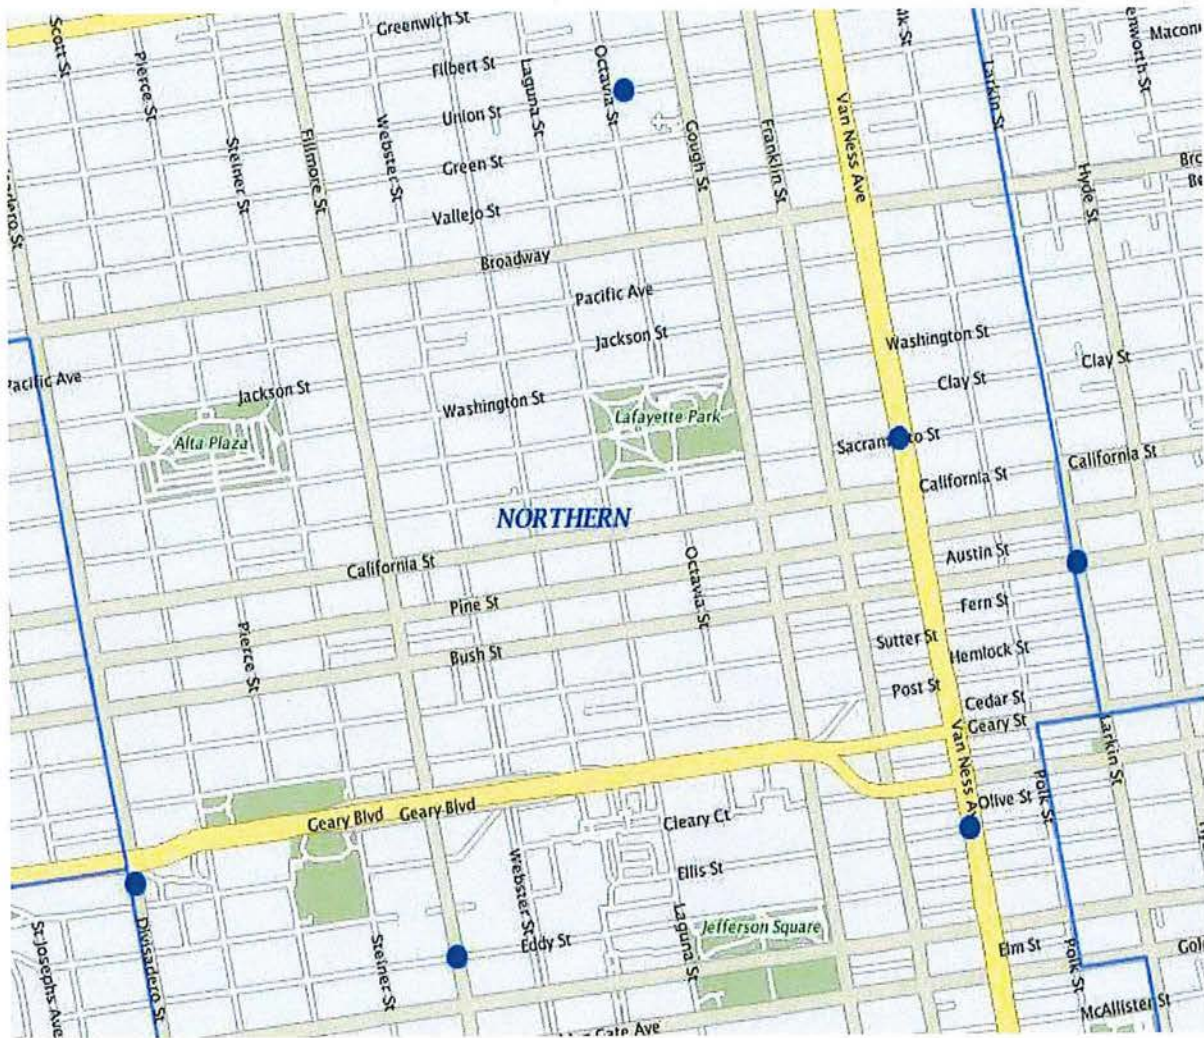 Scott St
Pierce St
Greenwich St
Filbert St
Laguna St
Octavia St
Union St
Green St
Vallejo St
Steiner St
Fillmore St
Webster St
Gough St
Franklin St
Van Ness Ave
lk St
Larkin St
enworth St
Macon
Hyde St
Brc
Broadway
Pacific Ave
Jackson St
Washington St
Clay St
Clay St
Pacific Ave
Jackson St
Washington St
Alta Plaza
Lafayette Park
California St
California St
NORTHERN
California St
Pine St
Bush St
Pierce St
Octavia St
Austin St
Fern St
Sutter St
Hemlock St
Post St
Cedar St
Geary St
Van Ness A
Larkin St
Polk St
Olive St
Geary Blvd
Geary Blvd
Cleary Ct
Ellis St
Webster St
Laguna St
Jefferson Square
Eddy St
Elm St
Polk St
Gol
McAllister St
St Josephs Ave
Divisadero St
Steiner St
Gate Ave